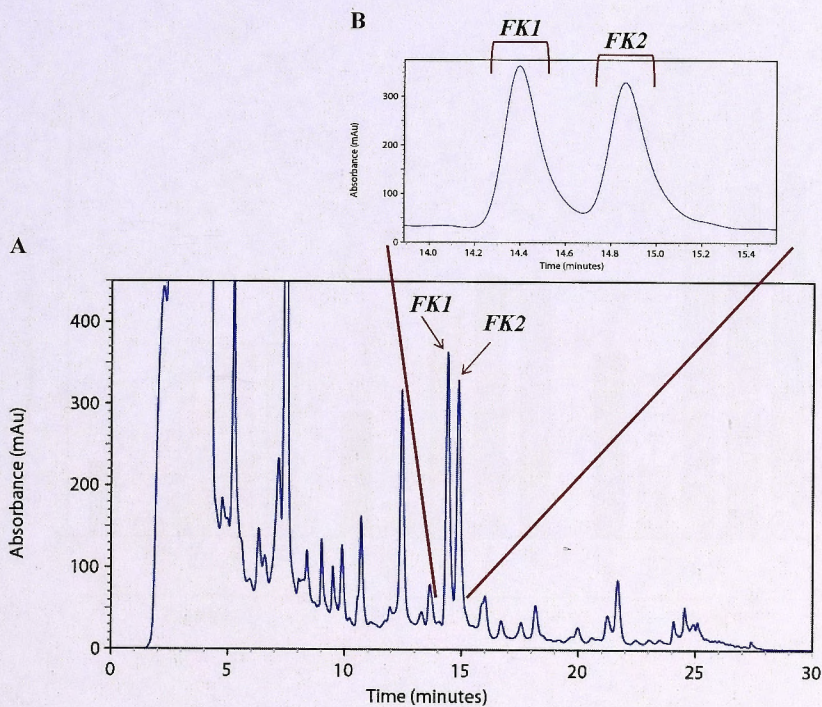 B
FK1 FK2
Absorbance (mAu)
300
200
100
0
14.0 14.2 14.4 14.6 14.8 15.0 15.2 15.4
Time (minutes)
A
FK1
FK2
Absorbance (mAu)
400
300
200
100
0
0 5 10 15 20 25 30
Time (minutes)